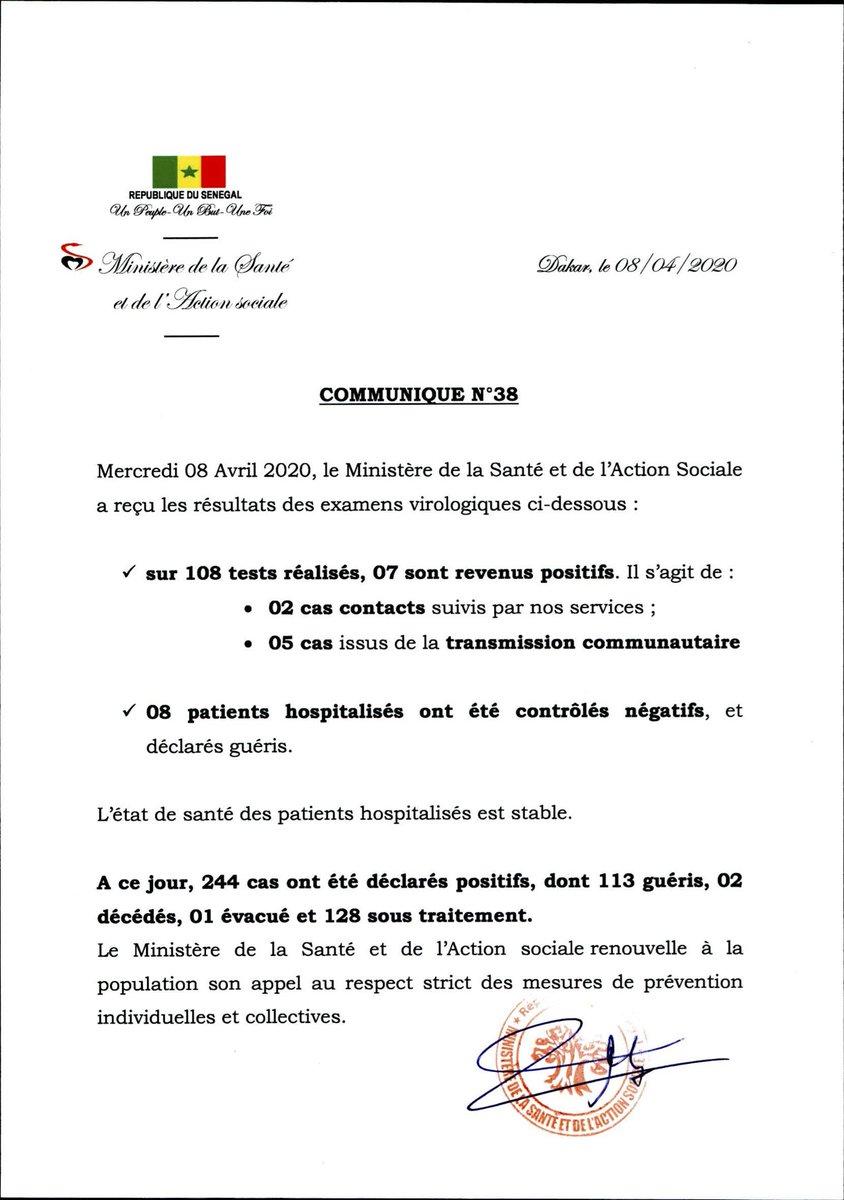 REPUBLIQUE DU SENEGAL
Un Peuple-Un But-Une Foi
Ministère de la Santé
et de l'Action sociale
Dakar, le 08/04/2020
COMMUNIQUE N°38
Mercredi 08 Avril 2020, le Ministère de la Santé et de l'Action Sociale
a reçu les résultats des examens virologiques ci-dessous :
✓ sur 108 tests réalisés, 07 sont revenus positifs. Il s'agit de :
• 02 cas contacts suivis par nos services ;
• 05 cas issus de la transmission communautaire
✓ 08 patients hospitalisés ont été contrôlés négatifs, et
déclarés guéris.
L'état de santé des patients hospitalisés est stable.
A ce jour, 244 cas ont été déclarés positifs, dont 113 guéris, 02
décédés, 01 évacué et 128 sous traitement.
Le Ministère de la Santé et de l'Action sociale renouvelle à la
population son appel au respect strict des mesures de prévention
individuelles et collectives.
MINISTÈRE DE LA SANTÉ ET DE L'ACTION